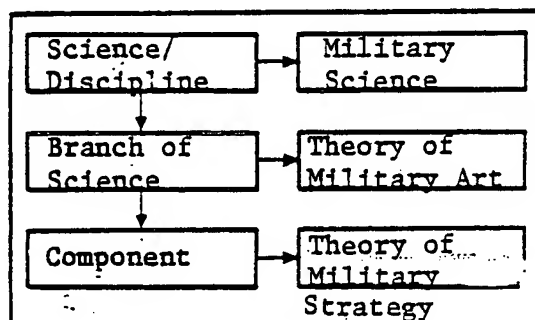 Science/
Discipline
Military
Science
Branch of
Science
Theory of
Military Art
Component
Theory of
Military
Strategy